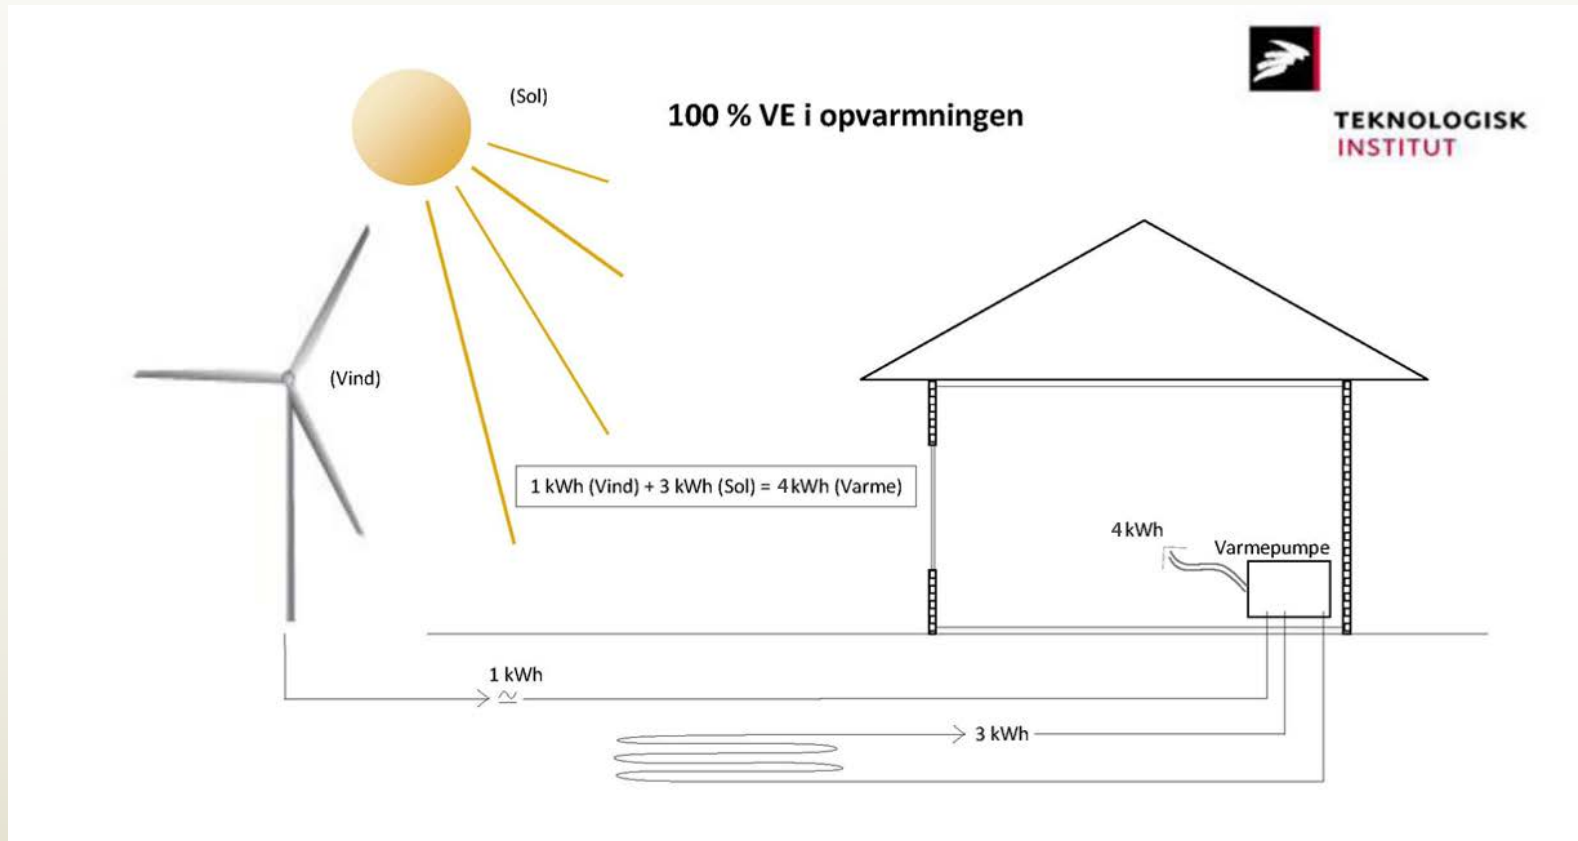 (Sol)
100 % VE i opvarmningen
TEKNOLOGISK
INSTITUT
(Vind)
1 kWh (Vind) + 3 kWh (Sol) = 4 kWh (Varme)
4 kWh
Varmepumpe
1 kWh
≃
3 kWh